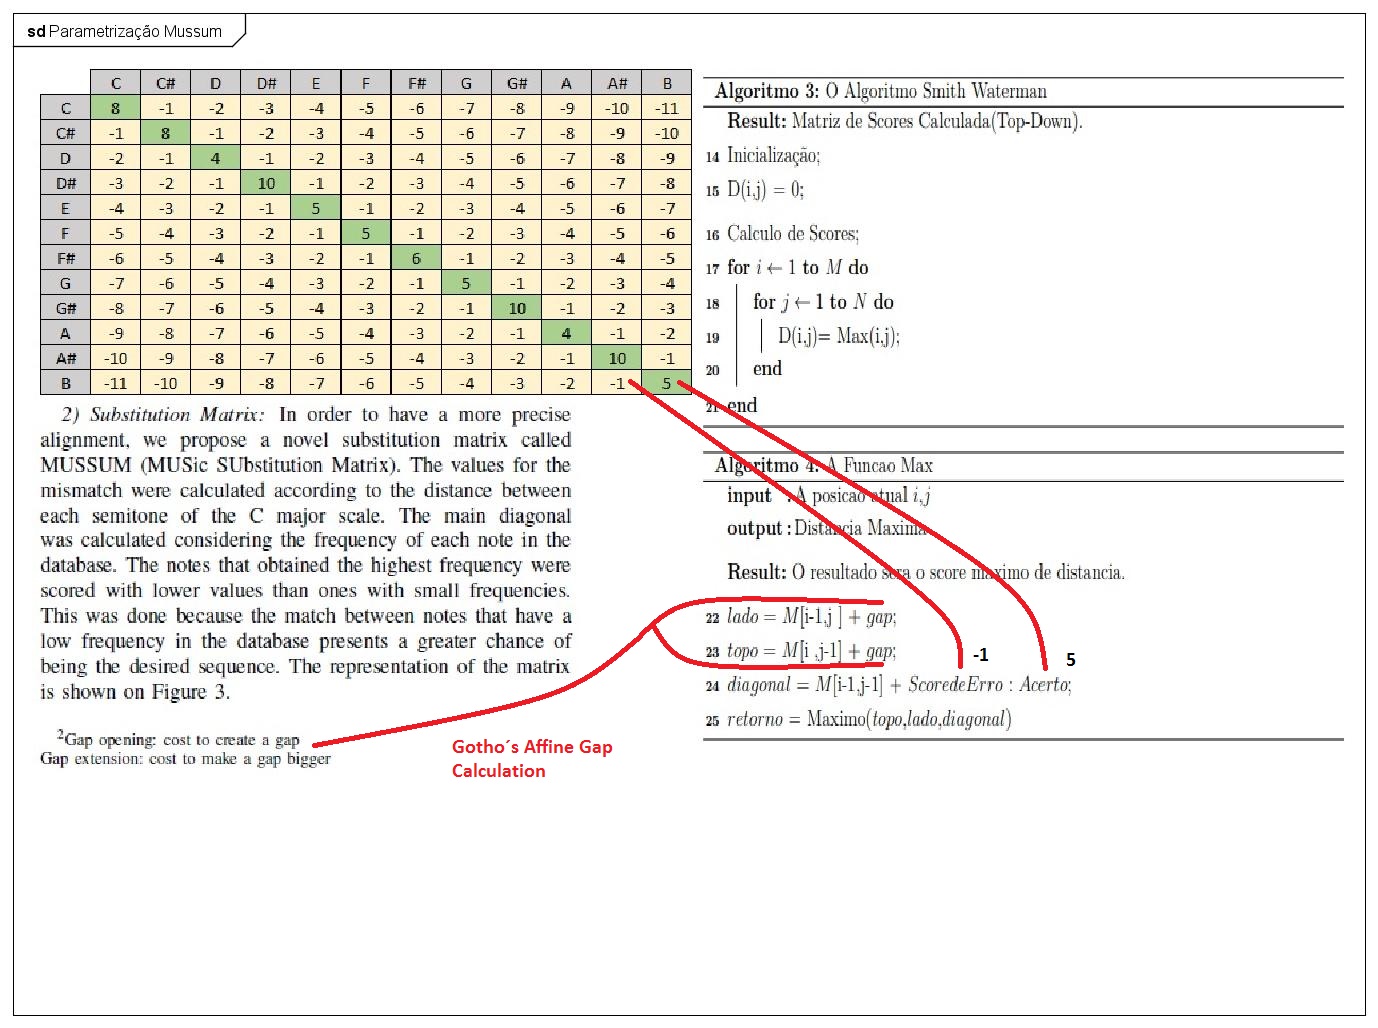 sd Parametrização Mussum
C C# D D# E F F# G G# A A# B
C 8 -1 -2 -3 -4 -5 -6 -7 -8 -9 -10 -11
C# -1 8 -1 -2 -3 -4 -5 -6 -7 -8 -9 -10
D -2 -1 4 -1 -2 -3 -4 -5 -6 -7 -8 -9
D# -3 -2 -1 10 -1 -2 -3 -4 -5 -6 -7 -8
E -4 -3 -2 -1 5 -1 -2 -3 -4 -5 -6 -7
F -5 -4 -3 -2 -1 5 -1 -2 -3 -4 -5 -6
F# -6 -5 -4 -3 -2 -1 6 -1 -2 -3 -4 -5
G -7 -6 -5 -4 -3 -2 -1 5 -1 -2 -3 -4
G# -8 -7 -6 -5 -4 -3 -2 -1 10 -1 -2 -3
A -9 -8 -7 -6 -5 -4 -3 -2 -1 4 -1 -2
A# -10 -9 -8 -7 -6 -5 -4 -3 -2 -1 10 -1
B -11 -10 -9 -8 -7 -6 -5 -4 -3 -2 -1 5
2) Substitution Matrix: In order to have a more precise
alignment, we propose a novel substitution matrix called
MUSSUM (MUSic SUbstitution Matrix). The values for the
mismatch were calculated according to the distance between
each semitone of the C major scale. The main diagonal
was calculated considering the frequency of each note in the
database. The notes that obtained the highest frequency were
scored with lower values than ones with small frequencies.
This was done because the match between notes that have a
low frequency in the database presents a greater chance of
being the desired sequence. The representation of the matrix
is shown on Figure 3.
2Gap opening: cost to create a gap
Gap extension: cost to make a gap bigger
Gotho´s Affine Gap
Calculation
Algoritmo 3: O Algoritmo Smith Waterman
Result: Matriz de Scores Calculada(Top-Down).
14 Inicialização;
15 D(i,j) = 0;
16 Calculo de Scores;
17 for i ← 1 to M do
18 for j ← 1 to N do
19 D(i,j)= Max(i,j);
20 end
21 end
Algoritmo 4: A Funcao Max
input : A posicao atual i,j
output : Distancia Maxima
Result: O resultado sera o score maximo de distancia.
22 lado = M[i-1,j ] + gap;
23 topo = M[i ,j-1] + gap;
-1 5
24 diagonal = M[i-1,j-1] + ScoredeErro : Acerto;
25 retorno = Maximo(topo,lado,diagonal)